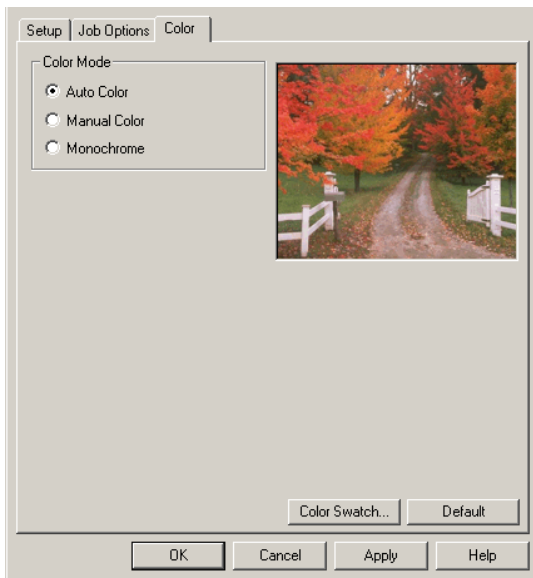 Setup Job Options Color
Color Mode
Auto Color
Manual Color
Monochrome
Color Swatch... Default
OK Cancel Apply Help